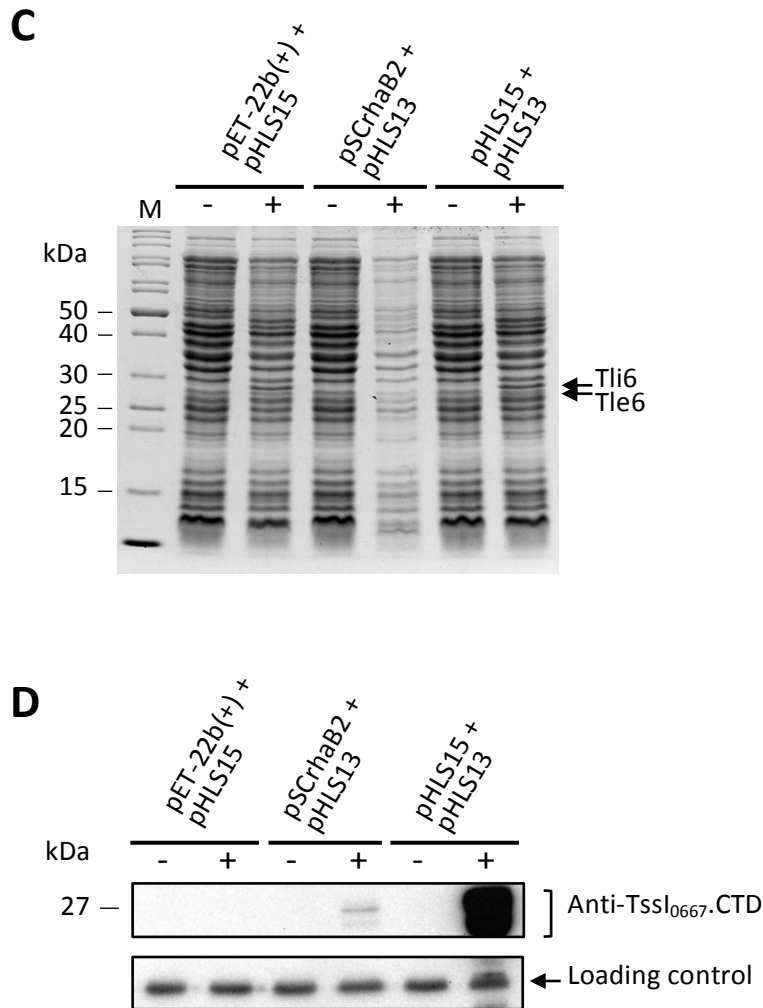 C
pET-22b(+) +
pHLS15
pSCrhaB2 +
pHLS13
pHLS15 +
pHLS13
M - + - + - +
kDa
50
40
30
25
20
15
Tli6
Tle6
D
pET-22b(+) +
pHLS15
pSCrhaB2 +
pHLS13
pHLS15 +
pHLS13
kDa
- + - + - +
27
Anti-TssI₀₆₆₇.CTD
Loading control